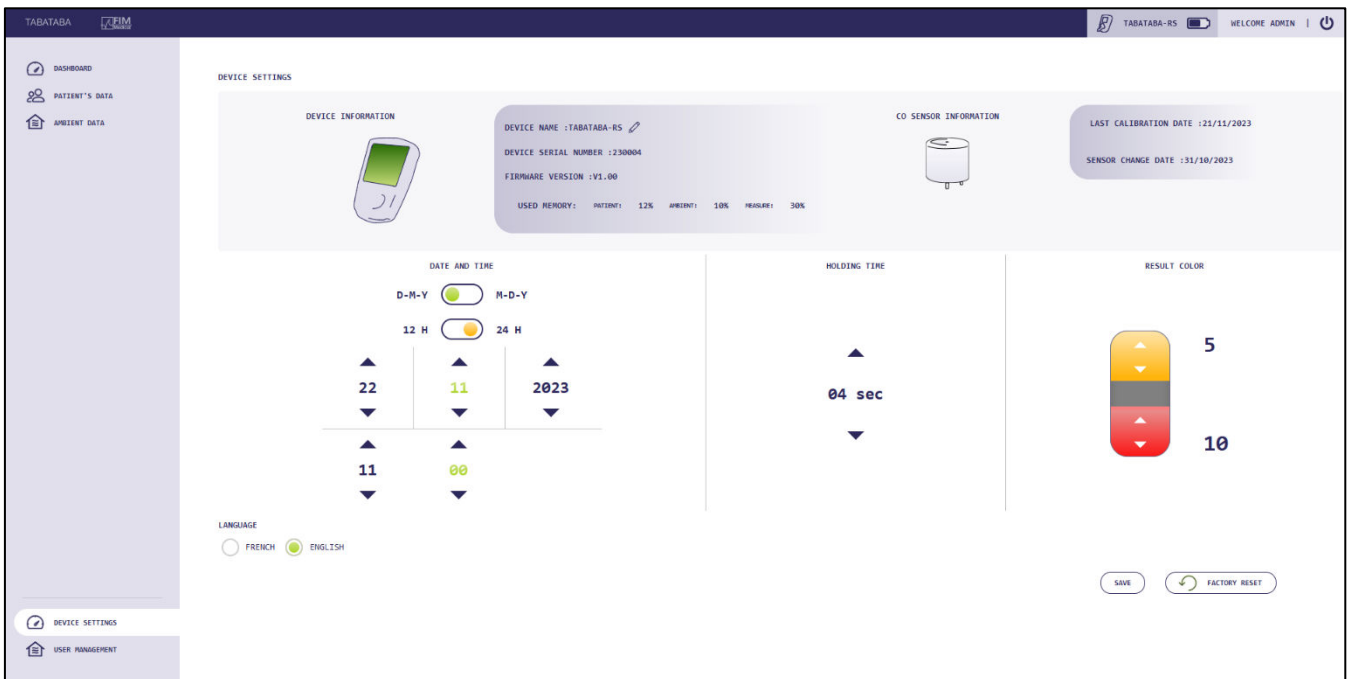 TABATABA FIM
TABATABA-RS WELCOME ADMIN |
DASHBOARD
PATIENT'S DATA
AMBIENT DATA
DEVICE SETTINGS
USER MANAGEMENT
DEVICE SETTINGS
DEVICE INFORMATION
DEVICE NAME :TABATABA-RS
DEVICE SERIAL NUMBER :230004
FIRMWARE VERSION :V1.00
USED MEMORY: PATIENT: 12% AMBIENT: 10% MEASURE: 30%
CO SENSOR INFORMATION
LAST CALIBRATION DATE :21/11/2023
SENSOR CHANGE DATE :31/10/2023
DATE AND TIME
D-M-Y M-D-Y
12 H 24 H
22 11 2023
11 00
HOLDING TIME
04 sec
RESULT COLOR
5
10
LANGUAGE
FRENCH ENGLISH
SAVE FACTORY RESET